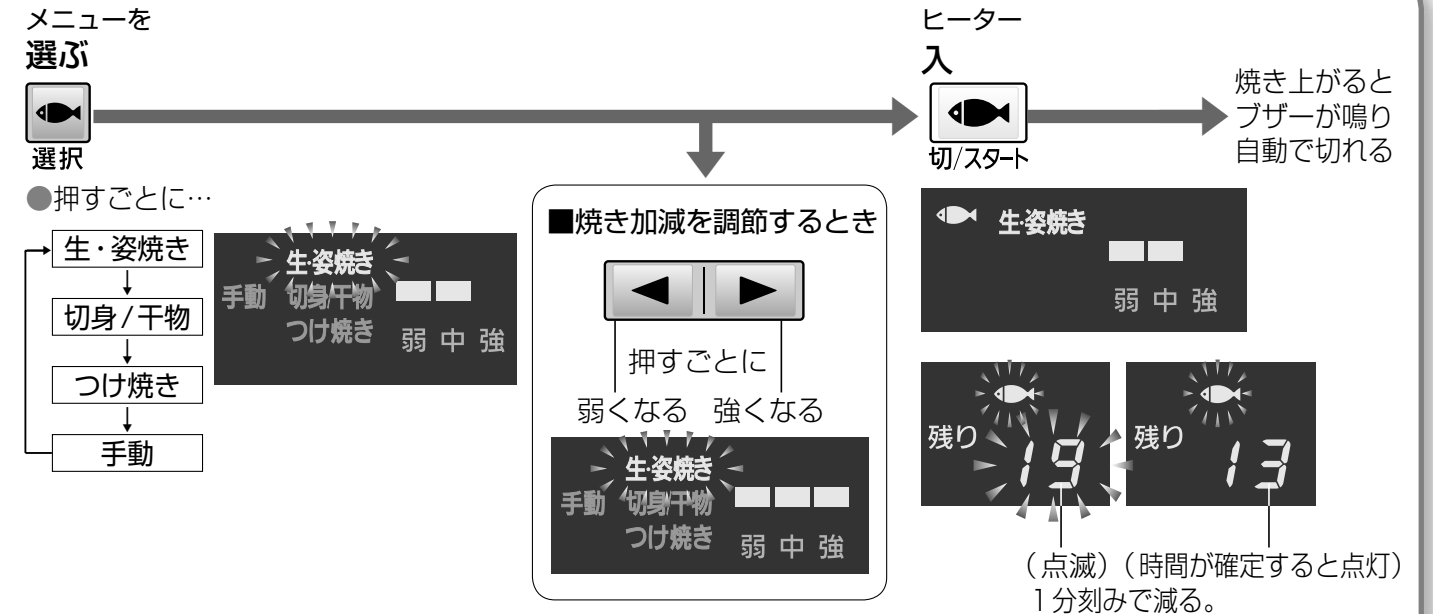 メニューを
選ぶ
選択
●押すごとに…
生・姿焼き
切身/干物
つけ焼き
手動
生・姿焼き
手動 切身/干物
つけ焼き
弱 中 強
■焼き加減を調節するとき
◀ ▶
押すごとに
弱くなる 強くなる
生・姿焼き
手動 切身/干物
つけ焼き
弱 中 強
ヒーター
入
切/スタート
焼き上がると
ブザーが鳴り
自動で切れる
生・姿焼き
弱 中 強
残り 19
残り 13
(点滅)(時間が確定すると点灯)
1分刻みで減る。